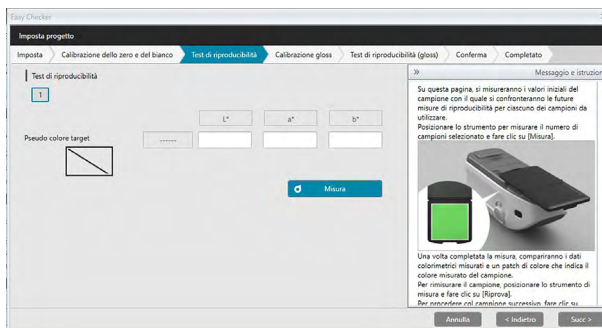 Easy Checker
Imposta progetto
Imposta
Calibrazione dello zero e del bianco
Test di riproducibilità
Calibrazione gloss
Test di riproducibilità (gloss)
Conferma
Completato
Test di riproducibilità
1
L*
a*
b*
Pseudo colore target
------
Misura
»
Messaggio e istruzion
Su questa pagina, si misureranno i valori iniziali del
campione con il quale si confronteranno le future
misure di riproducibilità per ciascuno dei campioni da
utilizzare.
Posizionare lo strumento per misurare il numero di
campioni selezionato e fare clic su [Misura].
Una volta completata la misura, compariranno i dati
colorimetrici misurati e un patch di colore che indica il
colore misurato del campione.
Per rimisurare il campione, posizionare lo strumento di
misura e fare clic su [Riprova].
Per procedere col campione successivo, fare clic su
Annulla
< Indietro
Succ >